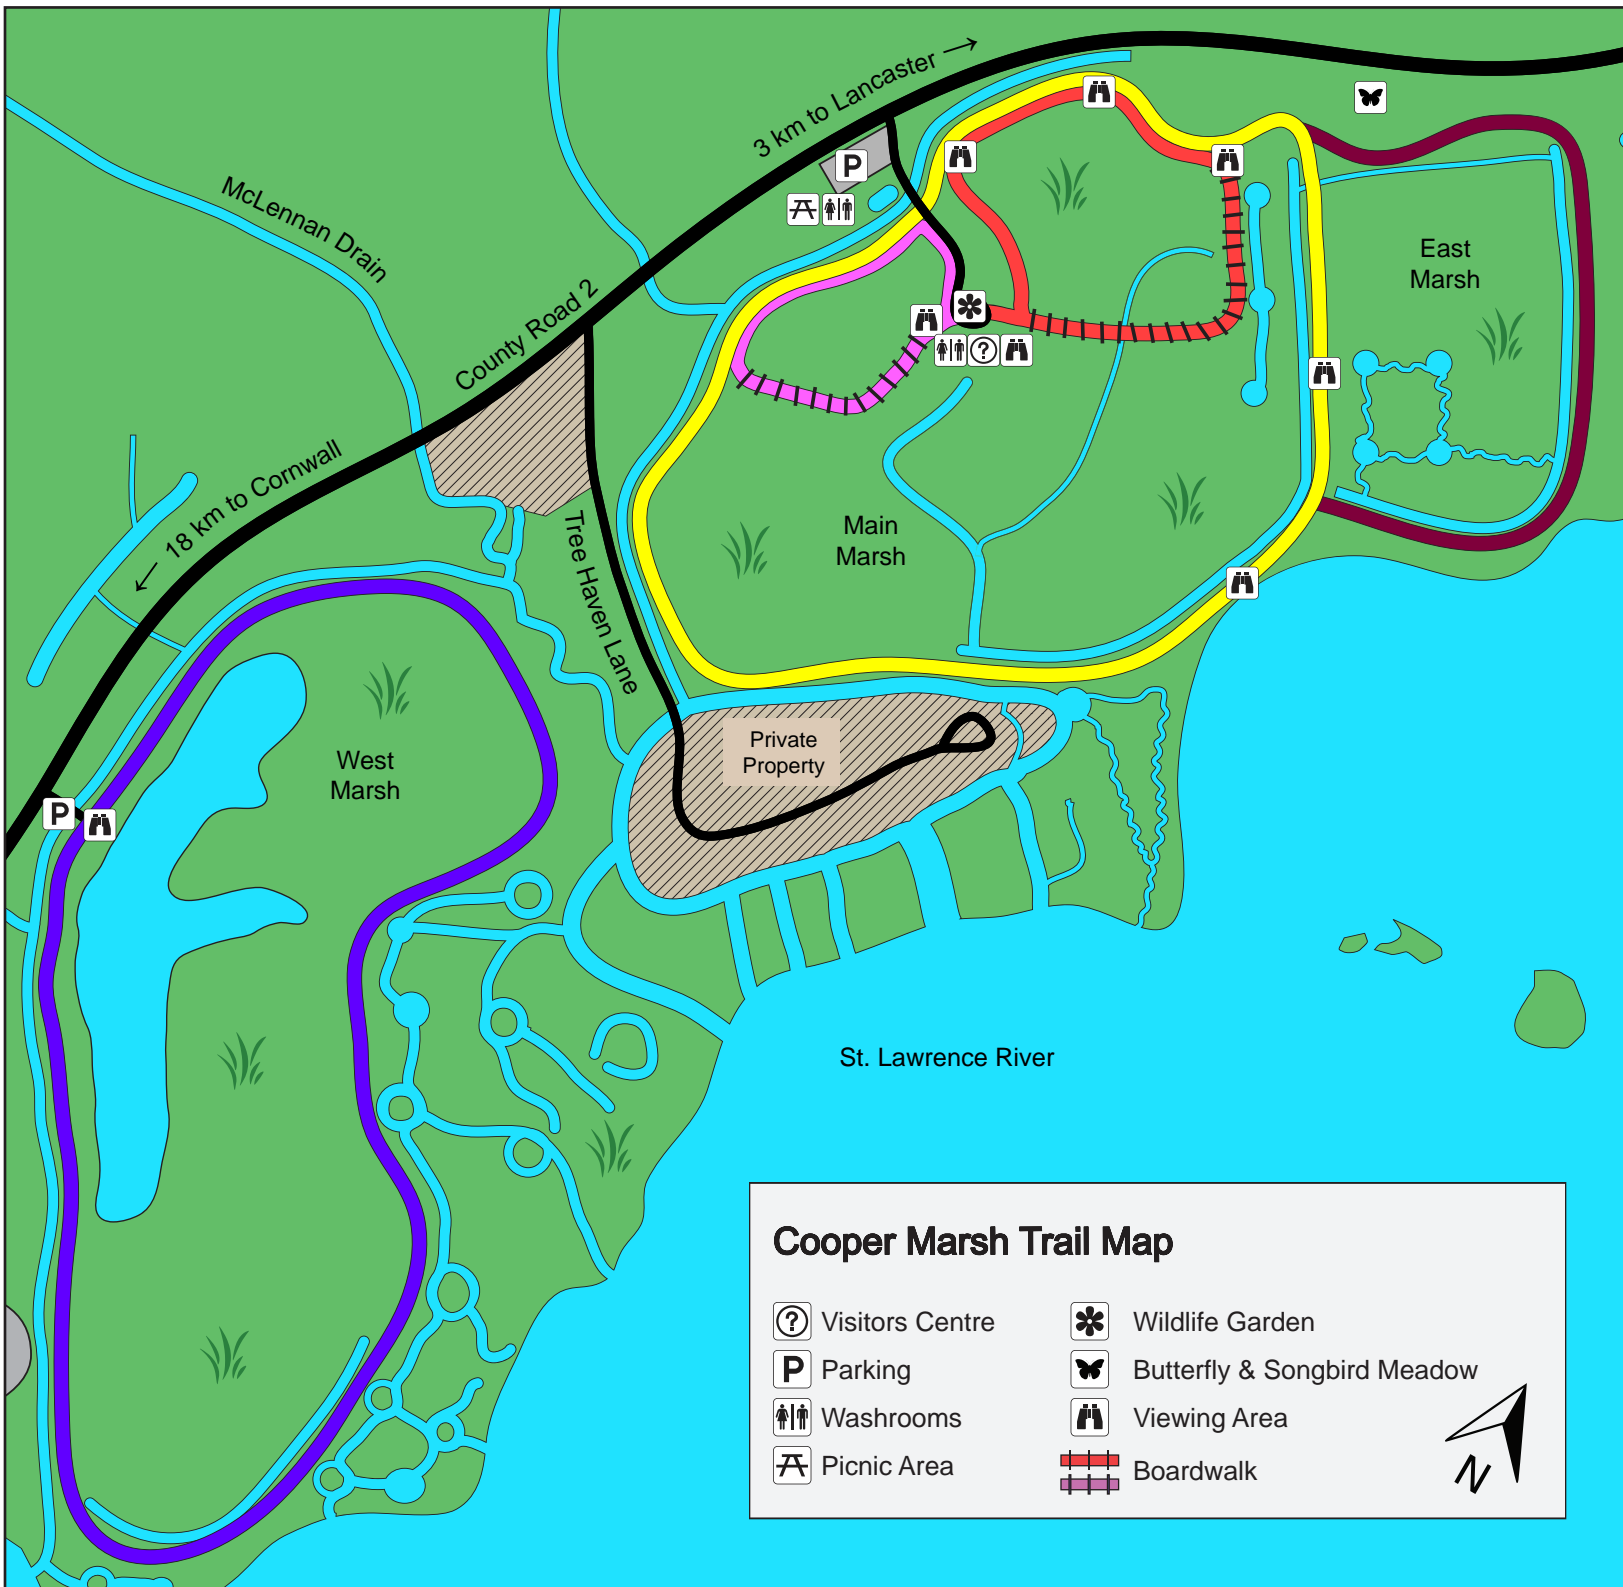 3 km to Lancaster →
McLennan Drain
County Road 2
← 18 km to Cornwall
Tree Haven Lane
P
?
East
Marsh
Main
Marsh
West
Marsh
Private
Property
P
St. Lawrence River
Cooper Marsh Trail Map
? Visitors Centre
P Parking
Washrooms
Picnic Area
Wildlife Garden
Butterfly & Songbird Meadow
Viewing Area
Boardwalk
N